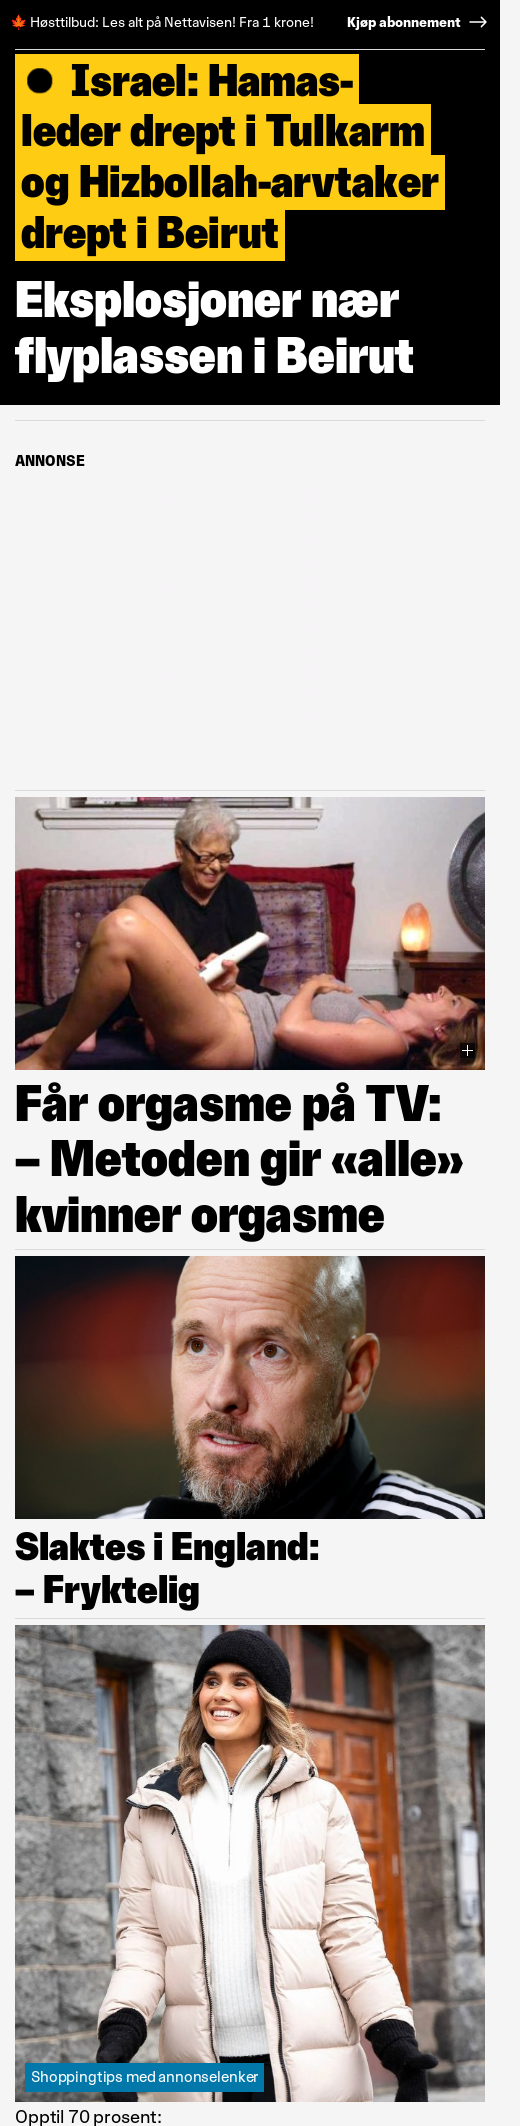 🍁 Høsttilbud: Les alt på Nettavisen! Fra 1 krone! Kjøp abonnement →
● Israel: Hamas-
leder drept i Tulkarm
og Hizbollah-arvtaker
drept i Beirut
Eksplosjoner nær
flyplassen i Beirut
ANNONSE
Får orgasme på TV:
– Metoden gir «alle»
kvinner orgasme
Slaktes i England:
– Fryktelig
Shoppingtips med annonselenker
Opptil 70 prosent: